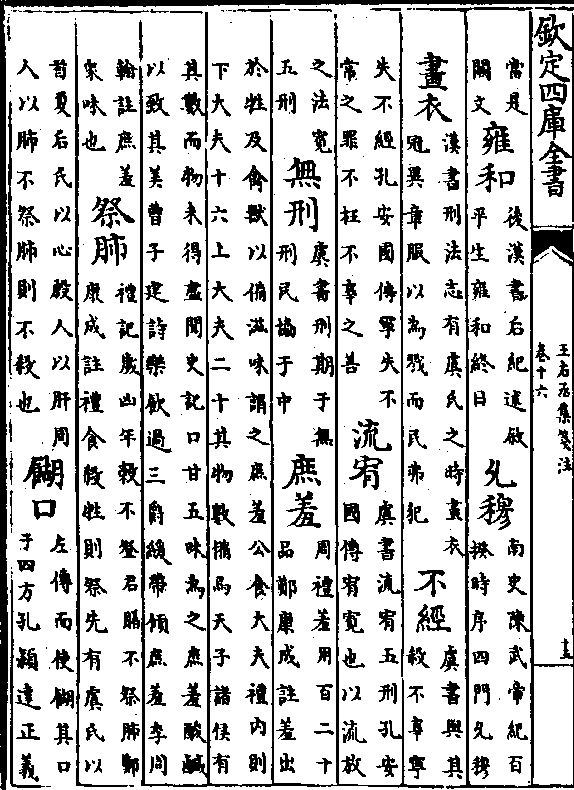 欽定四庫全書
王右丞集箋注
卷十六
十五
當是
闕文
雍和
後漢書后紀述敘
平生雍和終日
允穆
南史陳武帝紀百
揆時序四門允穆
畫衣
漢書刑法志有虞氏之時畫衣
冠異章服以為戮而民弗犯
不經
虞書與其
殺不辜寧
失不經孔安國傳寧失不
常之罪不枉不辜之善
流宥
虞書流宥五刑孔安
國傳宥寛也以流放
之法寛
五刑
無刑
虞書刑期于無
刑民協于中
庶羞
周禮羞用百二十
品鄭康成註羞出
於牲及禽獸以備滋味謂之庶羞公食大夫禮内則
下大夫十六上大夫二十其物數備焉天子諸侯有
其數而物未得盡聞史記口甘五味為之庶羞酸鹹
以致其美曹子建詩樂飲過三爵緩帶傾庶羞李周
翰註庶羞
衆味也
祭肺
禮記歲凶年穀不登君膳不祭肺鄭
康成註禮食殺牲則祭先有虞氏以
首夏后氏以心殷人以肝周
人以肺不祭肺則不殺也
餬口
左傳而使餬其口
于四方孔穎達正義